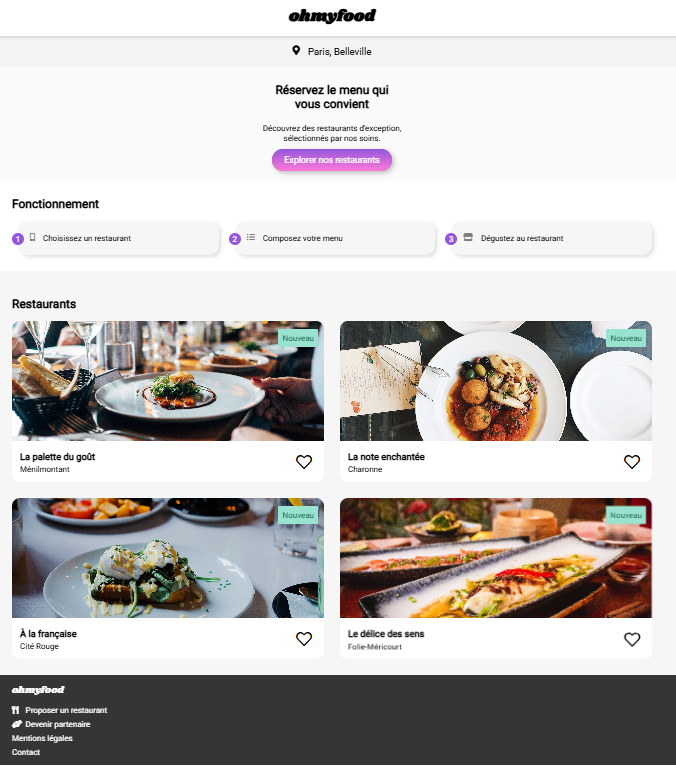 ohmyfood
Paris, Belleville
Réservez le menu qui
vous convient
Découvrez des restaurants d'exception,
sélectionnés par nos soins.
Explorer nos restaurants
Fonctionnement
1 Choisissez un restaurant
2 Composez votre menu
3 Dégustez au restaurant
Restaurants
Nouveau
La palette du goût
Ménilmontant
Nouveau
La note enchantée
Charonne
Nouveau
À la française
Cité Rouge
Nouveau
Le délice des sens
Folie-Méricourt
ohmyfood
Proposer un restaurant
Devenir partenaire
Mentions légales
Contact